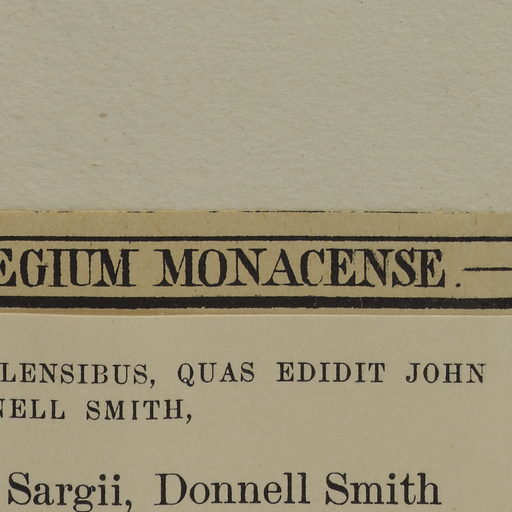 EGIUM MONACENSE.—
LENSIBUS, QUAS EDIDIT JOHN
NELL SMITH,
Sargii, Donnell Smith